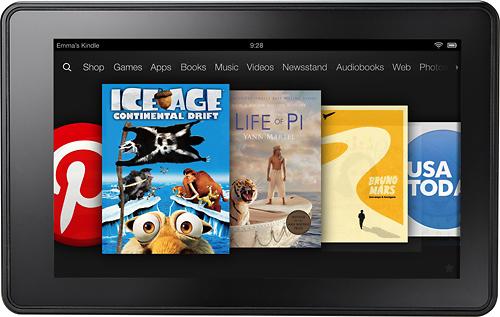 Emma's Kindle
9:28
Shop Games Apps Books Music Videos Newsstand Audiobooks Web Photos
ICE AGE
CONTINENTAL DRIFT
LIFE OF PI
YANN MARTEL
BRUNO
MARS
USA
TODA